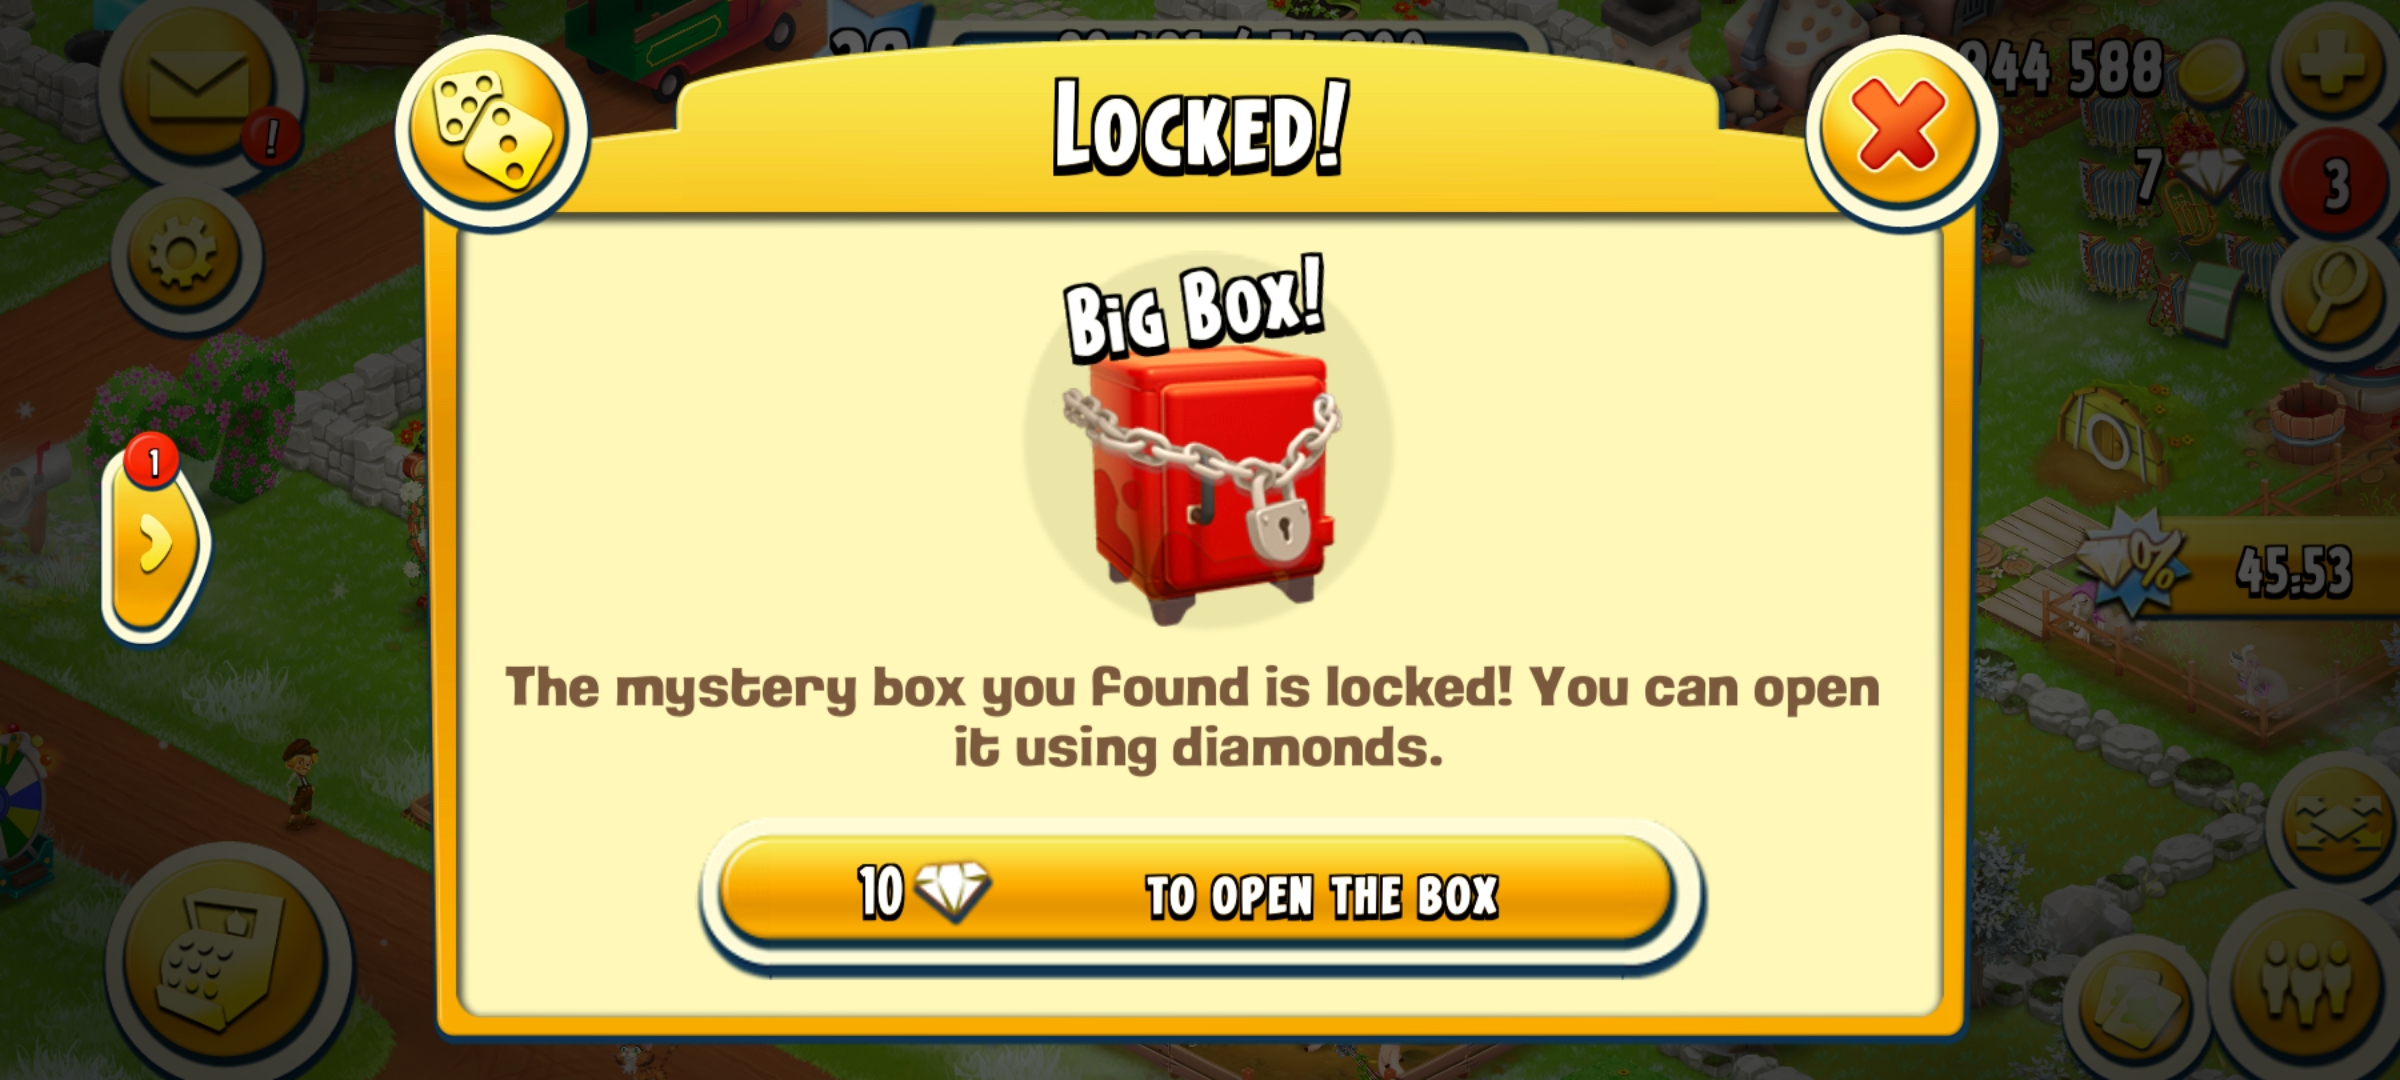 LOCKED!
944 588
!
7
3
BIG BOX!
1
45:53
The mystery box you found is locked! You can open
it using diamonds.
10
TO OPEN THE BOX